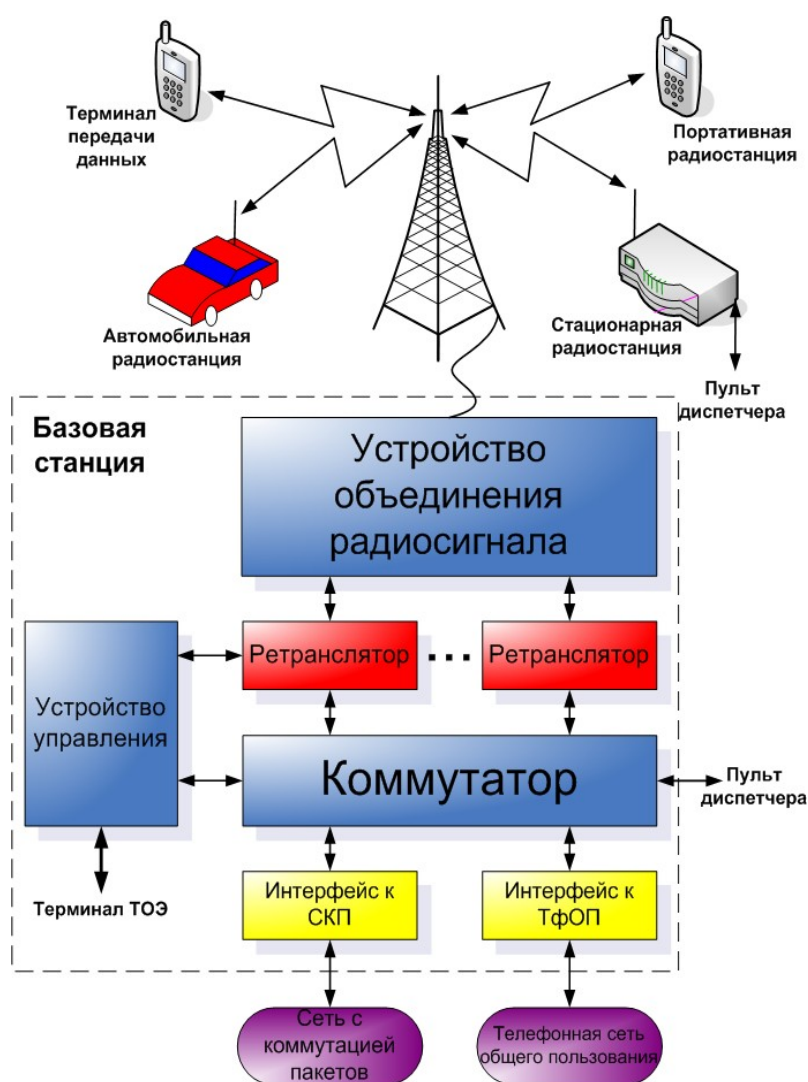 Терминал
передачи
данных
Портативная
радиостанция
Автомобильная
радиостанция
Стационарная
радиостанция
Пульт
диспетчера
Базовая
станция
Устройство
объединения
радиосигнала
Ретранслятор
...
Ретранслятор
Устройство
управления
Коммутатор
Пульт
диспетчера
Терминал ТОЭ
Интерфейс к
СКП
Интерфейс к
ТфОП
Сеть с
коммутацией
пакетов
Телефонная сеть
общего пользования